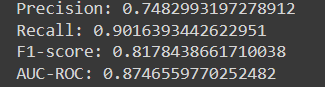 Precision: 0.7482993197278912
Recall: 0.9016393442622951
F1-score: 0.8178438661710038
AUC-ROC: 0.8746559770252482